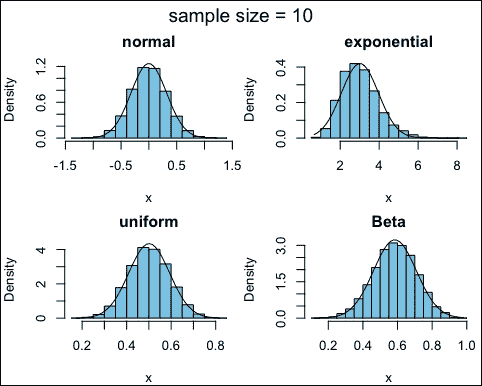 sample size = 10
normal
Density
0.0 0.6 1.2
-1.5 -0.5 0.5 1.5
x
exponential
Density
0.0 0.2 0.4
2 4 6 8
x
uniform
Density
0 2 4
0.2 0.4 0.6 0.8
x
Beta
Density
0.0 1.5 3.0
0.2 0.4 0.6 0.8 1.0
x